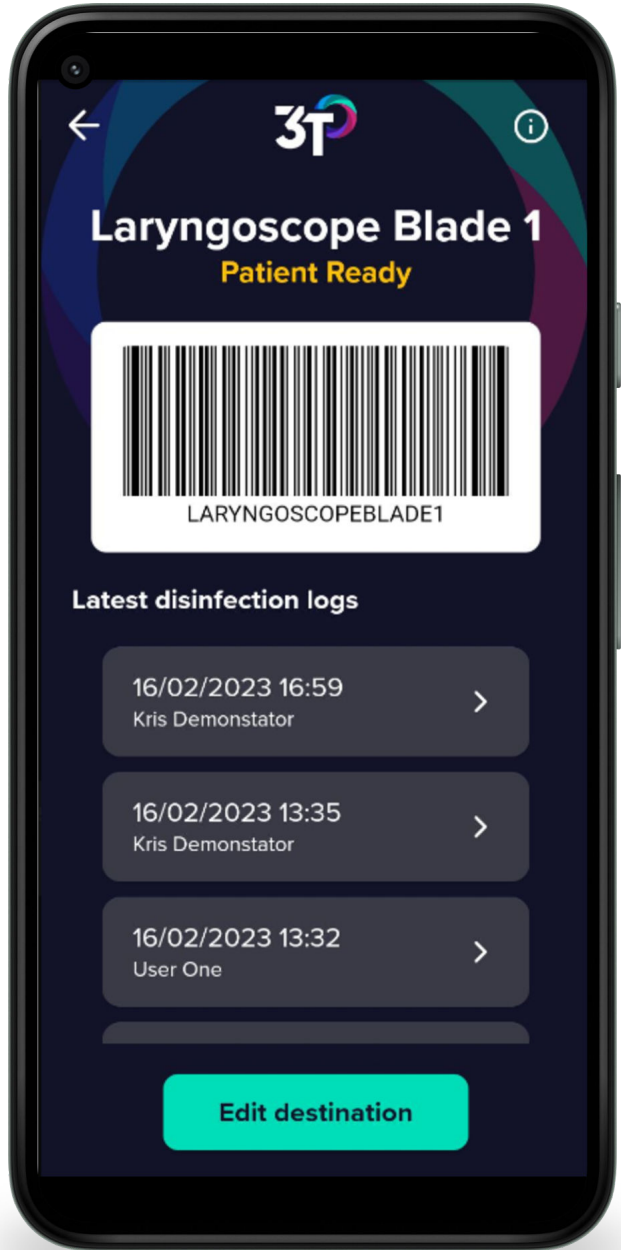 3T
Laryngoscope Blade 1
Patient Ready
LARYNGOSCOPEBLADE1
Latest disinfection logs
16/02/2023 16:59
Kris Demonstator
16/02/2023 13:35
Kris Demonstator
16/02/2023 13:32
User One
Edit destination